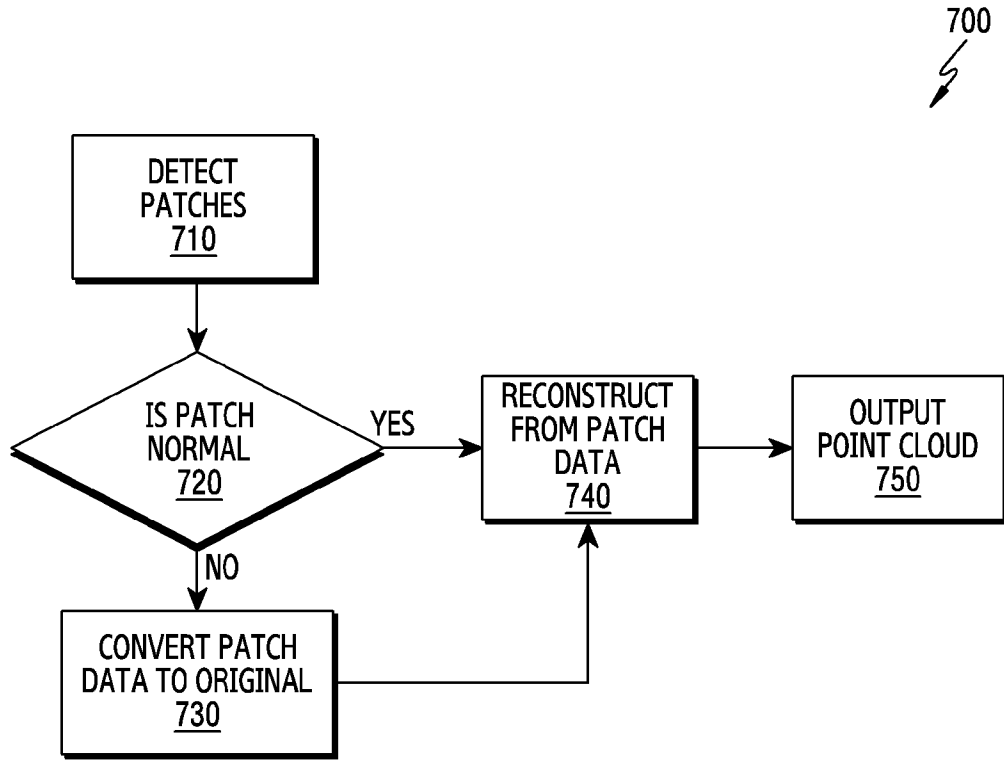 700
DETECT
PATCHES
710
IS PATCH
NORMAL
720
YES
NO
RECONSTRUCT
FROM PATCH
DATA
740
OUTPUT
POINT CLOUD
750
CONVERT PATCH
DATA TO ORIGINAL
730